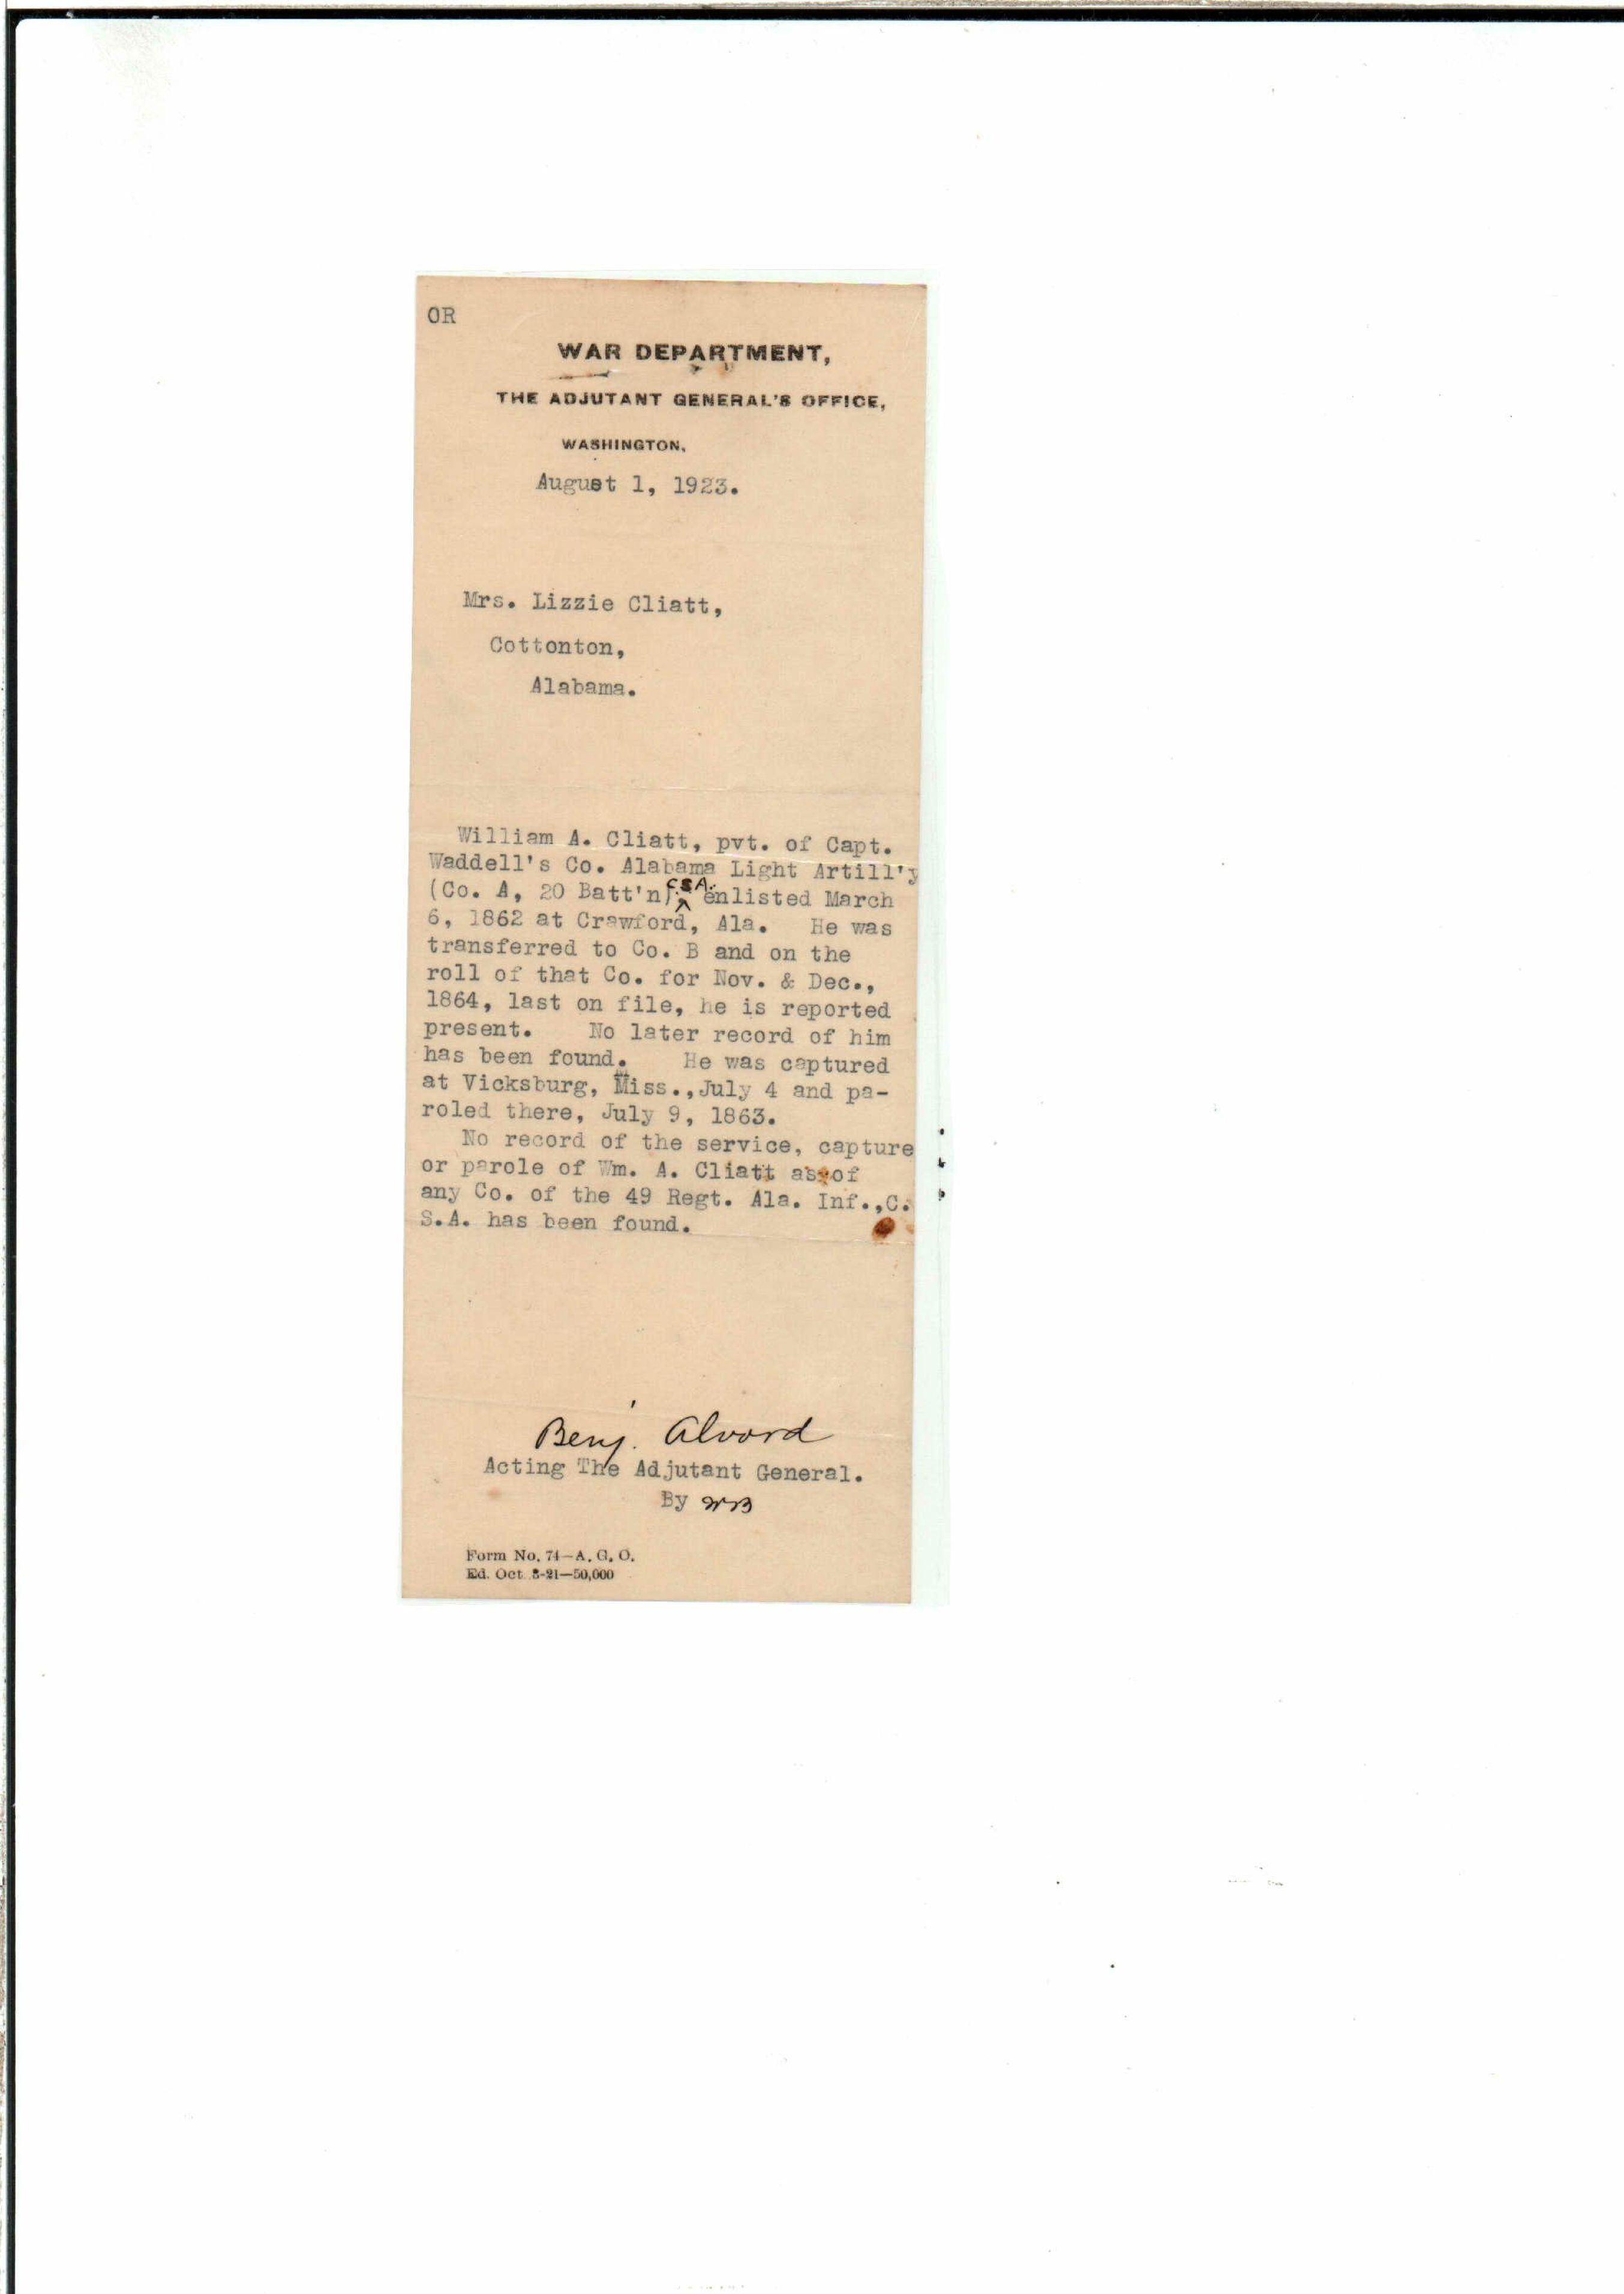 OR
WAR DEPARTMENT,
THE ADJUTANT GENERAL'S OFFICE,
WASHINGTON.
August 1, 1923.
Mrs. Lizzie Cliatt,
Cottonton,
Alabama.
William A. Cliatt, pvt. of Capt.
Waddell's Co. Alabama Light Artill'y
(Co. A, 20 Batt'n) C.S.A. enlisted March
6, 1862 at Crawford, Ala. He was
transferred to Co. B and on the
roll of that Co. for Nov. & Dec.,
1864, last on file, he is reported
present. No later record of him
has been found. He was captured
at Vicksburg, Miss., July 4 and pa-
roled there, July 9, 1863.
No record of the service, capture
or parole of Wm. A. Cliatt as of
any Co. of the 49 Regt. Ala. Inf., C.
S.A. has been found.
Benj. Alvord
Acting The Adjutant General.
By WB
Form No. 74—A. G. O.
Ed. Oct. 3-21—50,000